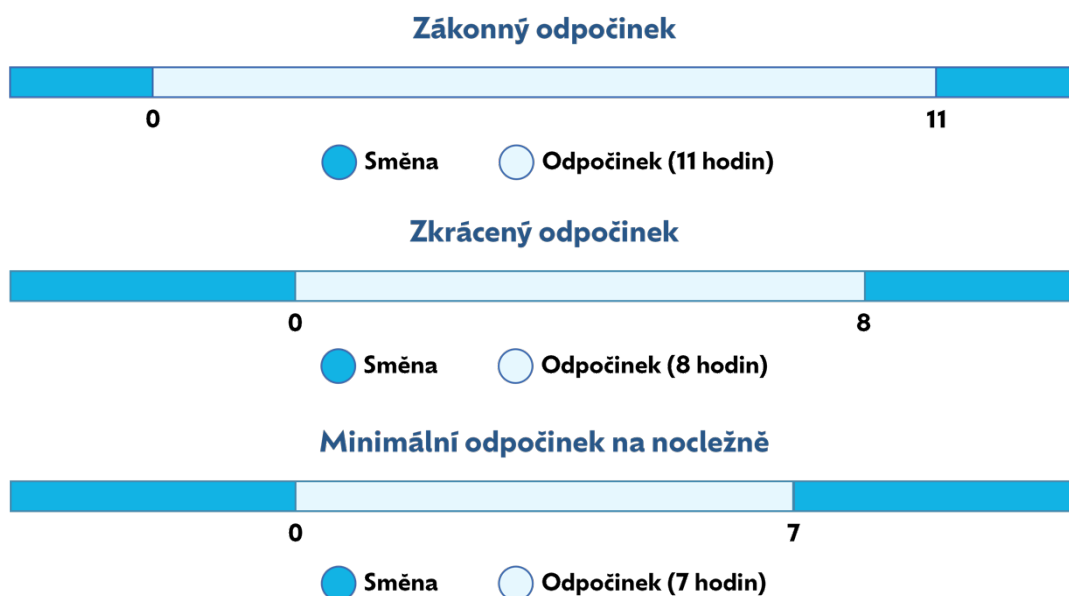 Zákonný odpočinek
0 11
Směna Odpočinek (11 hodin)
Zkrácený odpočinek
0 8
Směna Odpočinek (8 hodin)
Minimální odpočinek na nocležně
0 7
Směna Odpočinek (7 hodin)